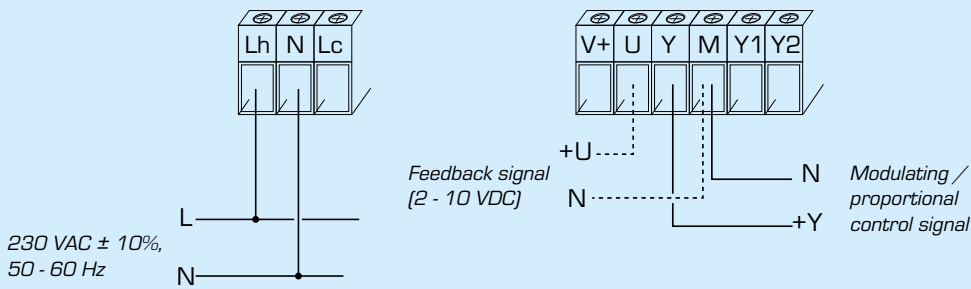 Lh N Lc
V+ U Y M Y1 Y2
+U
Feedback signal
(2 - 10 VDC)
N
N
+Y
Modulating /
proportional
control signal
L
230 VAC ± 10%,
50 - 60 Hz
N